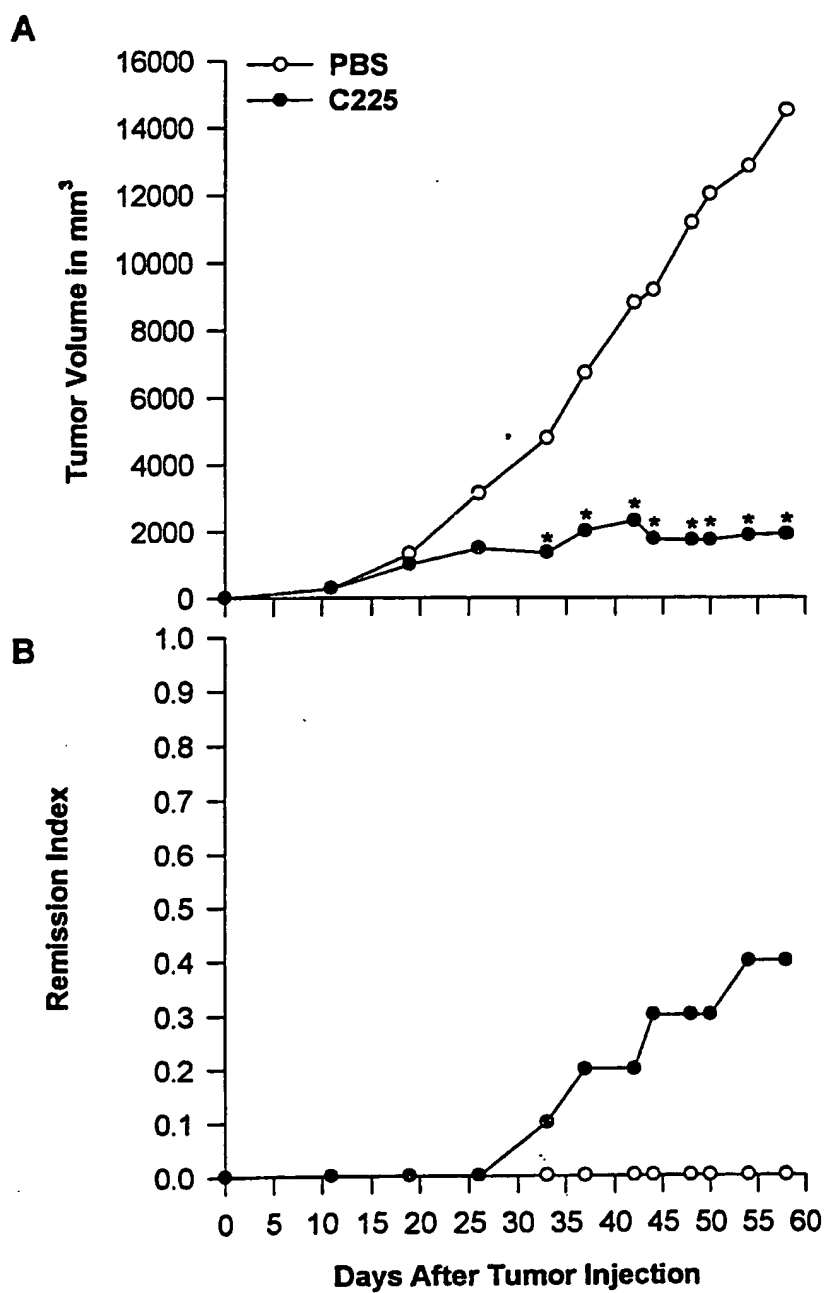 A
16000
14000
12000
10000
8000
6000
4000
2000
0
PBS
C225
Tumor Volume in mm³
* * * * * * * *
B
1.0
0.9
0.8
0.7
0.6
0.5
0.4
0.3
0.2
0.1
0.0
Remission Index
0 5 10 15 20 25 30 35 40 45 50 55 60
Days After Tumor Injection